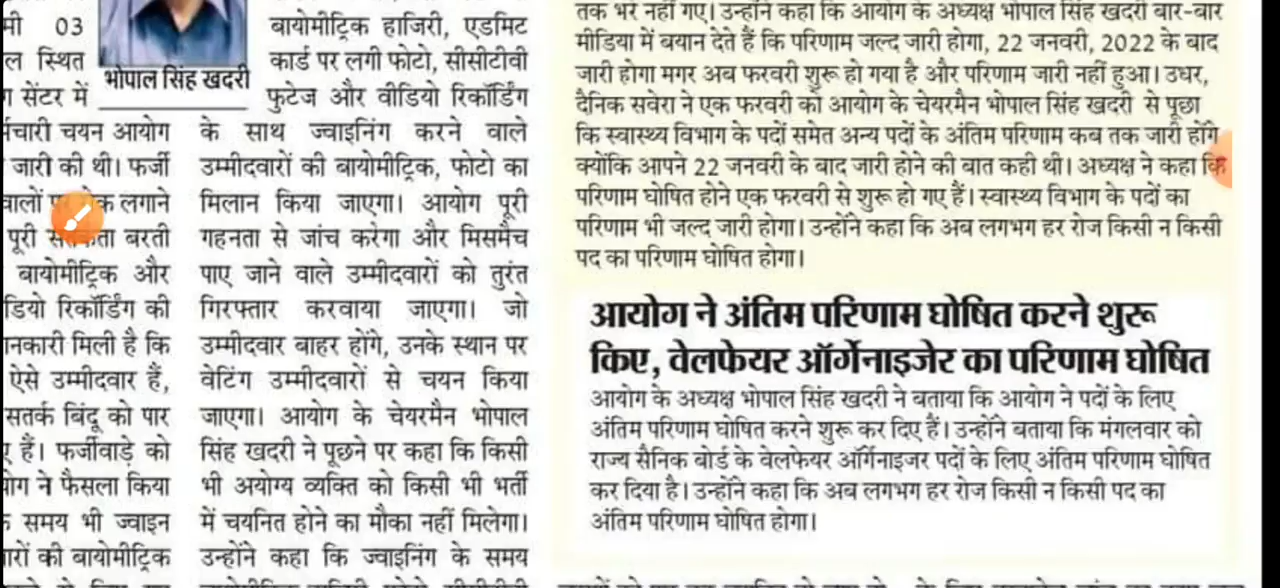 मी 03
ल स्थित
भोपाल सिंह खदरी
सेंटर में
चयन आयोग
जारी की थी। फर्जी
लगाने
पूरी बरती
बायोमीट्रिक और
डियो रिकॉर्डिंग की
मिली है कि
ऐसे उम्मीदवार हैं,
सतर्क बिंदू को पार
हैं। फर्जीवाड़े को
ने फैसला किया
समय भी ज्वाइन
की बायोमीट्रिक
बायोमीट्रिक हाजिरी, एडमिट
कार्ड पर लगी फोटो, सीसीटीवी
फुटेज और वीडियो रिकॉर्डिंग
के साथ ज्वाइनिंग करने वाले
उम्मीदवारों की बायोमीट्रिक, फोटो का
मिलान किया जाएगा। आयोग पूरी
गहनता से जांच करेगा और मिसमैच
पाए जाने वाले उम्मीदवारों को तुरंत
गिरफ्तार करवाया जाएगा। जो
उम्मीदवार बाहर होंगे, उनके स्थान पर
वेटिंग उम्मीदवारों से चयन किया
जाएगा। आयोग के चेयरमैन भोपाल
सिंह खदरी ने पूछने पर कहा कि किसी
भी अयोग्य व्यक्ति को किसी भी भर्ती
में चयनित होने का मौका नहीं मिलेगा।
उन्होंने कहा कि ज्वाइनिंग के समय
तक भरे नहीं गए। उन्होंने कहा कि आयोग के अध्यक्ष भोपाल सिंह खदरी बार-बार
मीडिया में बयान देते हैं कि परिणाम जल्द जारी होगा, 22 जनवरी, 2022 के बाद
जारी होगा मगर अब फरवरी शुरू हो गया है और परिणाम जारी नहीं हुआ। उधर,
दैनिक सवेरा ने एक फरवरी को आयोग के चेयरमैन भोपाल सिंह खदरी से पूछा
कि स्वास्थ्य विभाग के पदों समेत अन्य पदों के अंतिम परिणाम कब तक जारी होंगे
क्योंकि आपने 22 जनवरी के बाद जारी होने की बात कही थी। अध्यक्ष ने कहा कि
परिणाम घोषित होने एक फरवरी से शुरू हो गए हैं। स्वास्थ्य विभाग के पदों का
परिणाम भी जल्द जारी होगा। उन्होंने कहा कि अब लगभग हर रोज किसी न किसी
पद का परिणाम घोषित होगा।
आयोग ने अंतिम परिणाम घोषित करने शुरू
किए, वेलफेयर ऑर्गेनाइजेर का परिणाम घोषित
आयोग के अध्यक्ष भोपाल सिंह खदरी ने बताया कि आयोग ने पदों के लिए
अंतिम परिणाम घोषित करने शुरू कर दिए हैं। उन्होंने बताया कि मंगलवार को
राज्य सैनिक बोर्ड के वेलफेयर ऑर्गेनाइजर पदों के लिए अंतिम परिणाम घोषित
कर दिया है। उन्होंने कहा कि अब लगभग हर रोज किसी न किसी पद का
अंतिम परिणाम घोषित होगा।